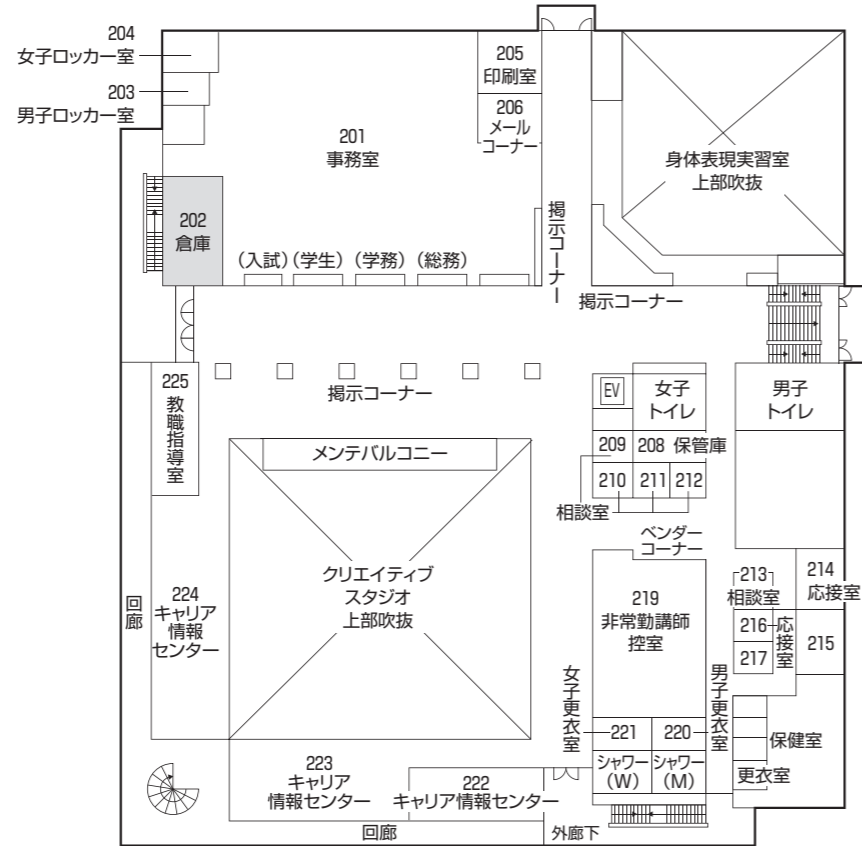 204
女子ロッカー室
203
男子ロッカー室
205
印刷室
206
メール
コーナー
201
事務室
身体表現実習室
上部吹抜
202
倉庫
掲示コーナー
(入試)
(学生)
(学務)
(総務)
掲示コーナー
225
教職指導室
掲示コーナー
EV
女子
トイレ
男子
トイレ
メンテバルコニー
209
208 保管庫
210
211
212
相談室
ベンダー
コーナー
クリエイティブ
スタジオ
上部吹抜
224
キャリア
情報
センター
回廊
219
非常勤講師
控室
213
相談室
214
応接室
216
応接室
217
215
女子更衣室
男子更衣室
221
220
シャワー
(W)
シャワー
(M)
保健室
更衣室
223
キャリア
情報センター
222
キャリア情報センター
回廊
外廊下